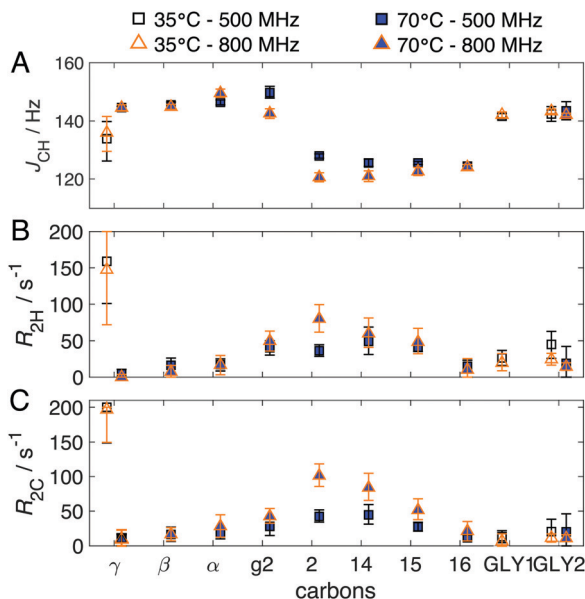 35°C - 500 MHz 70°C - 500 MHz
35°C - 800 MHz 70°C - 800 MHz
A
160
140
120
J_CH / Hz
B
200
150
100
50
0
R_2H / s⁻¹
C
200
150
100
50
0
R_2C / s⁻¹
γ β α g2 2 14 15 16 GLY1 GLY2
carbons